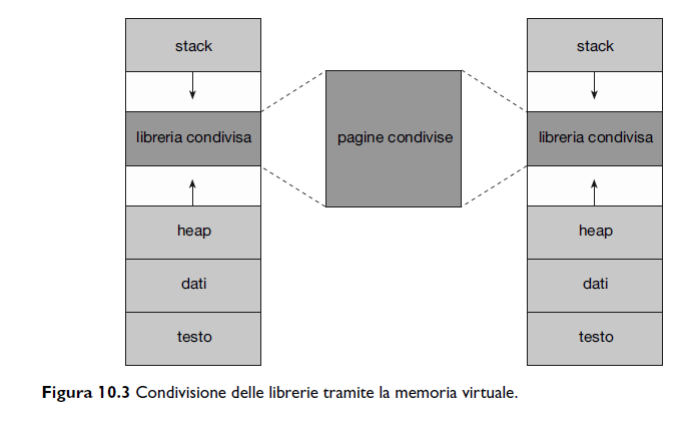 stack
stack
libreria condivisa
pagine condivise
libreria condivisa
heap
heap
dati
dati
testo
testo
Figura 10.3 Condivisione delle librerie tramite la memoria virtuale.